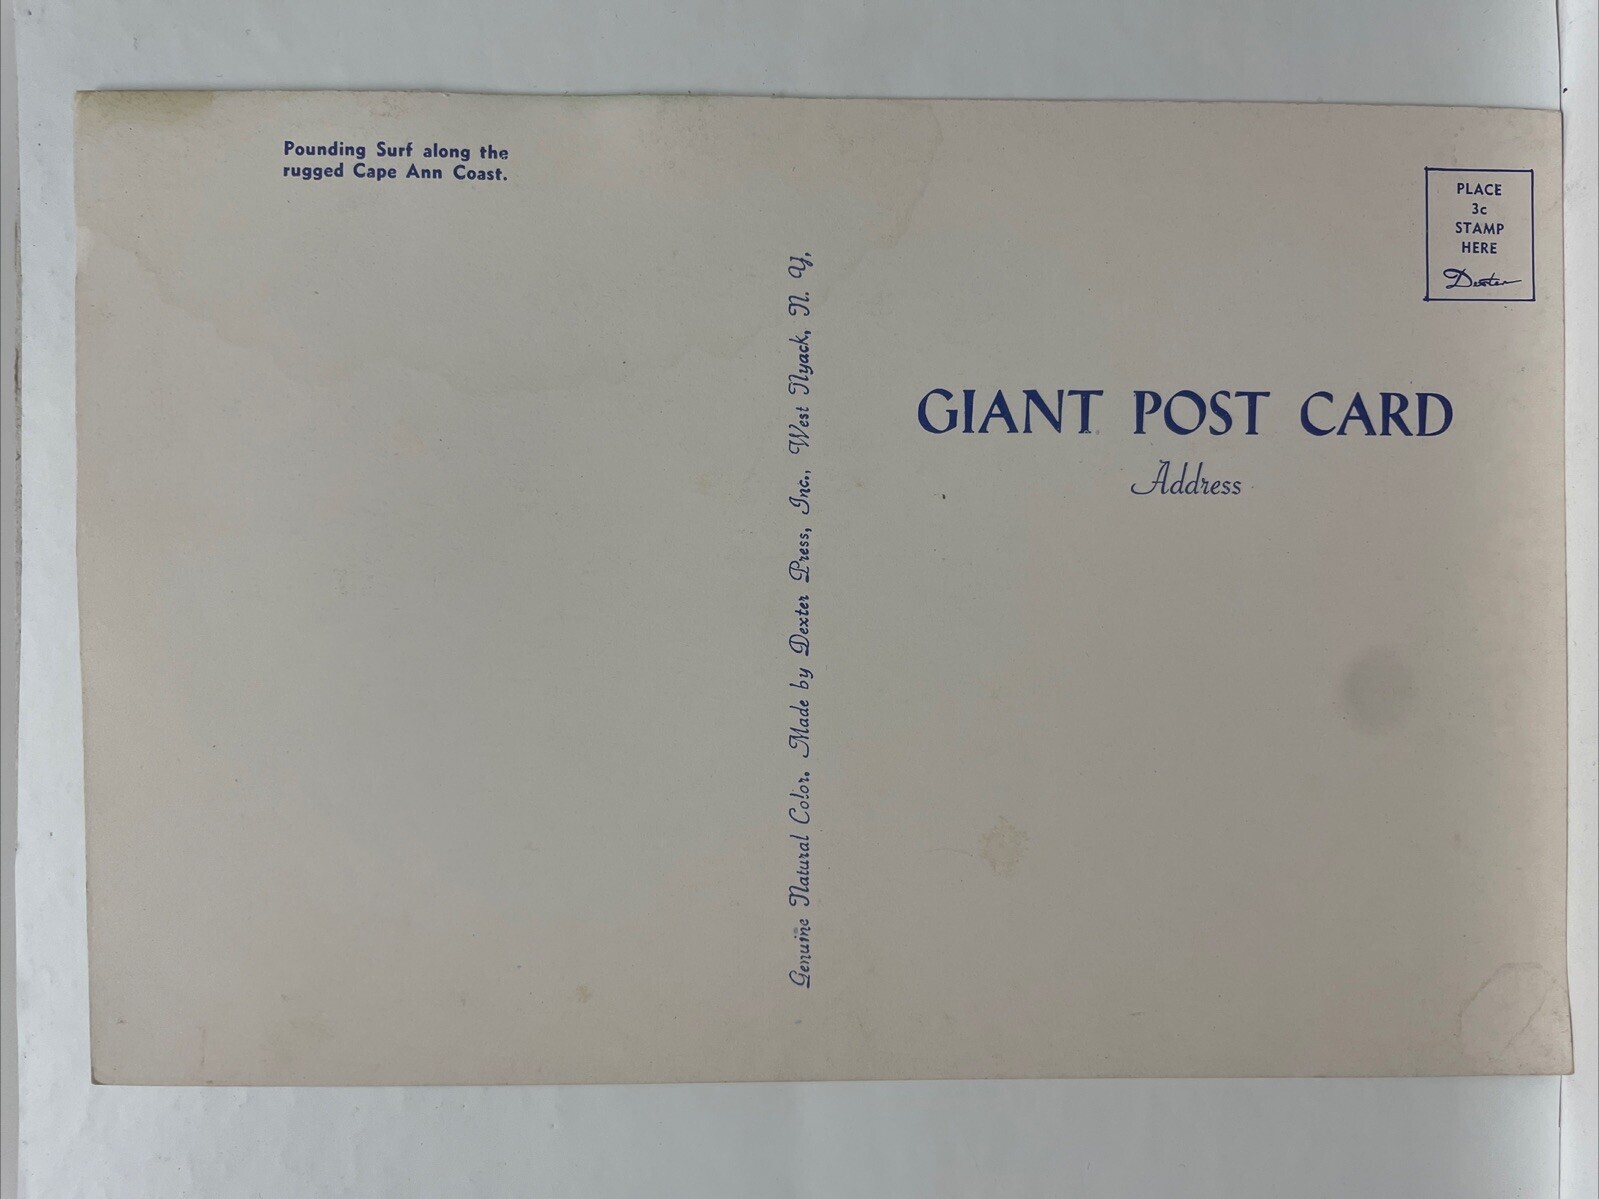 Pounding Surf along the
rugged Cape Ann Coast.
Genuine Natural Color. Made by Dexter Press, Inc., West Nyack, N. Y.
PLACE
3c
STAMP
HERE
Dexter
GIANT POST CARD
Address